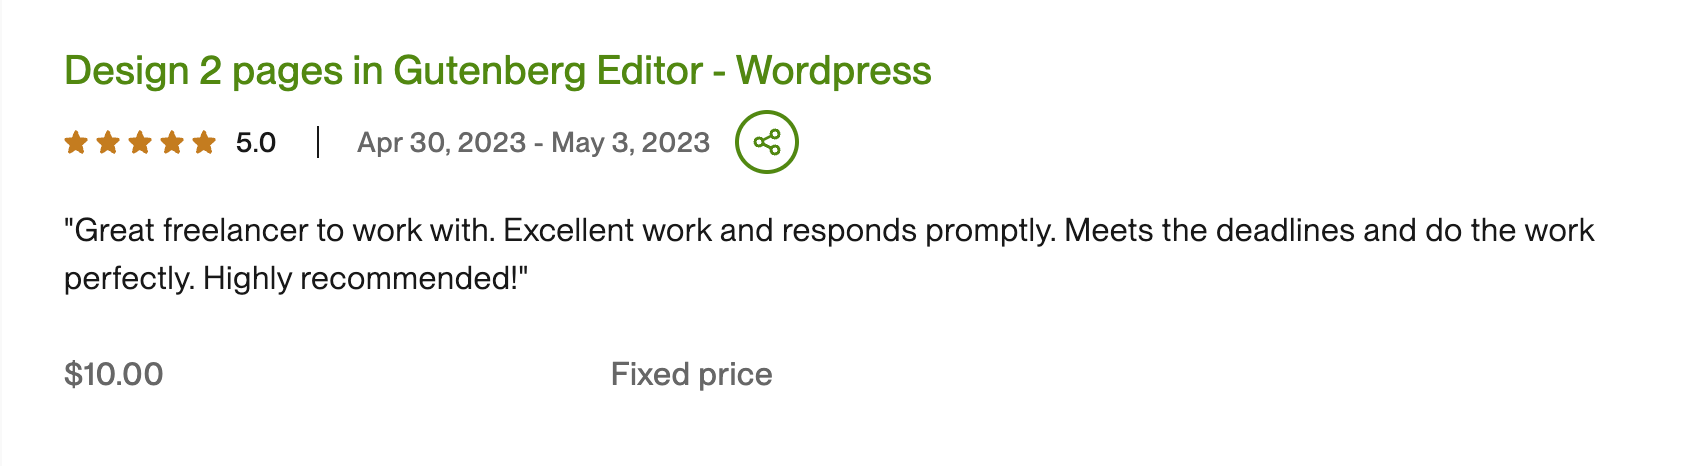 Design 2 pages in Gutenberg Editor - Wordpress
5.0 | Apr 30, 2023 - May 3, 2023
"Great freelancer to work with. Excellent work and responds promptly. Meets the deadlines and do the work
perfectly. Highly recommended!"
$10.00 Fixed price